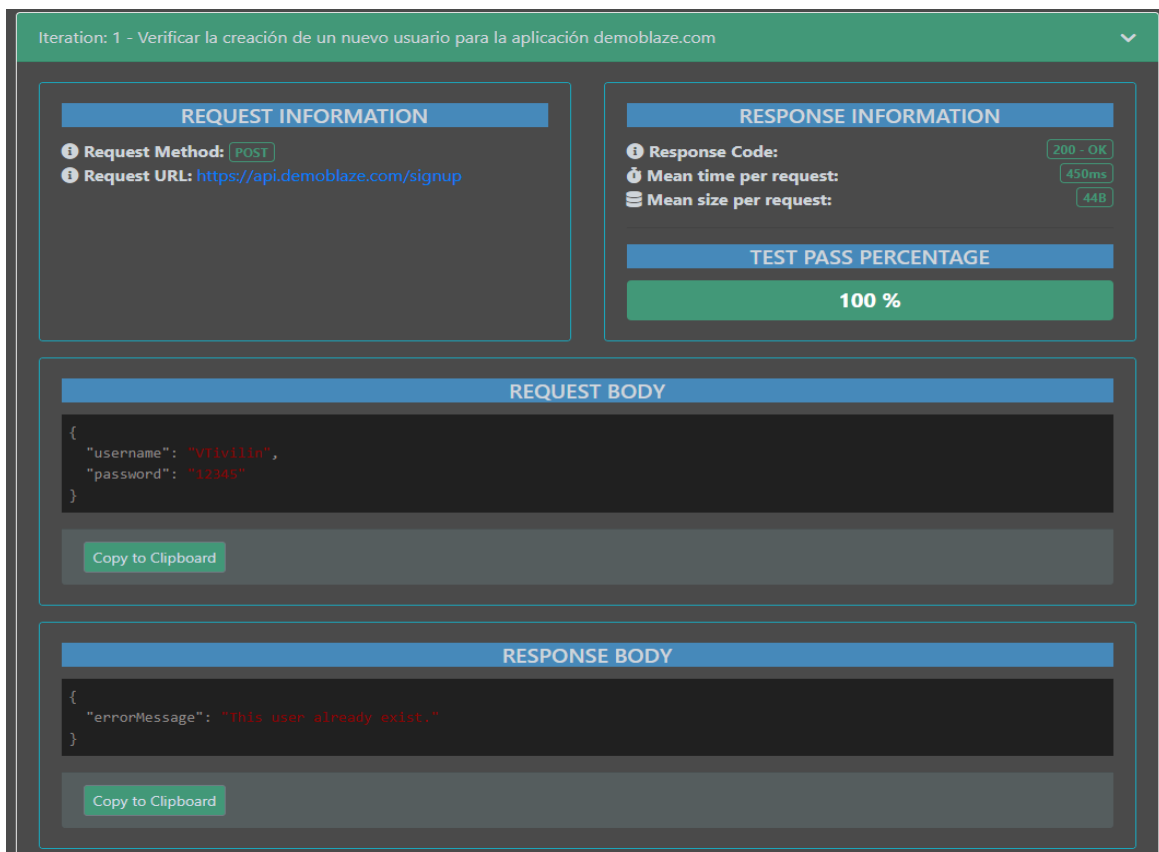 Iteration: 1 - Verificar la creación de un nuevo usuario para la aplicación demoblaze.com
REQUEST INFORMATION
Request Method: POST
Request URL: https://api.demoblaze.com/signup
RESPONSE INFORMATION
Response Code: 200 - OK
Mean time per request: 450ms
Mean size per request: 44B
TEST PASS PERCENTAGE
100 %
REQUEST BODY
{
"username":
"password": "12345"
}
Copy to Clipboard
RESPONSE BODY
{
"errorMessage": "This user already exist."
}
Copy to Clipboard